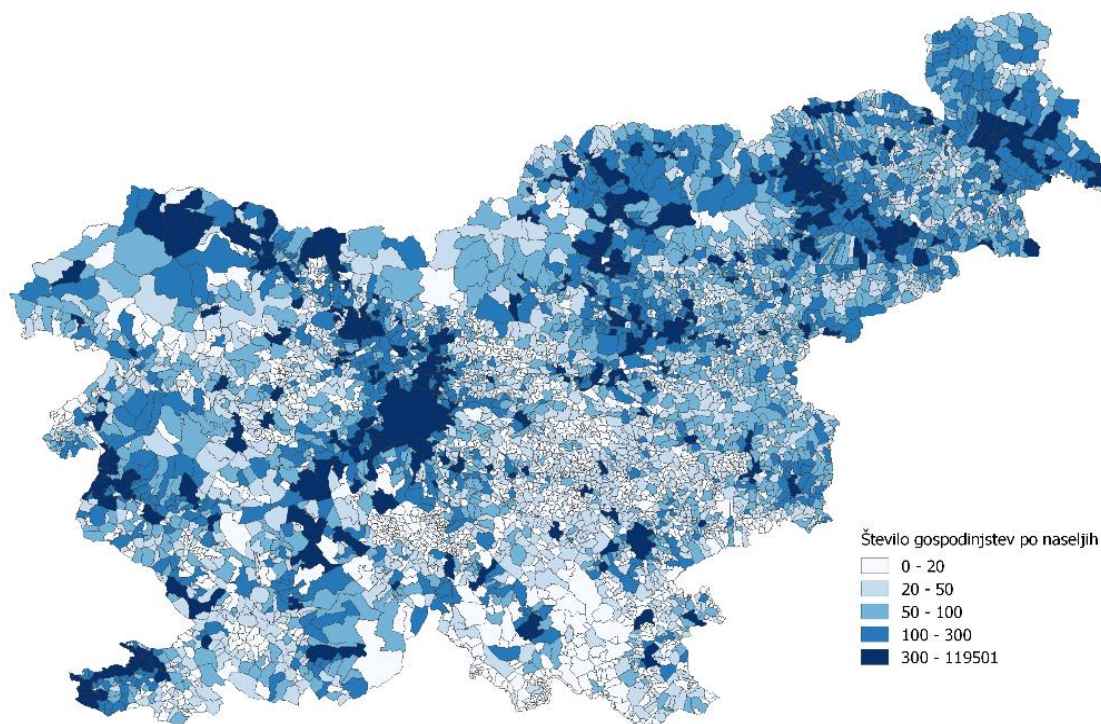 Število gospodinjstev po naseljih
0 - 20
20 - 50
50 - 100
100 - 300
300 - 119501